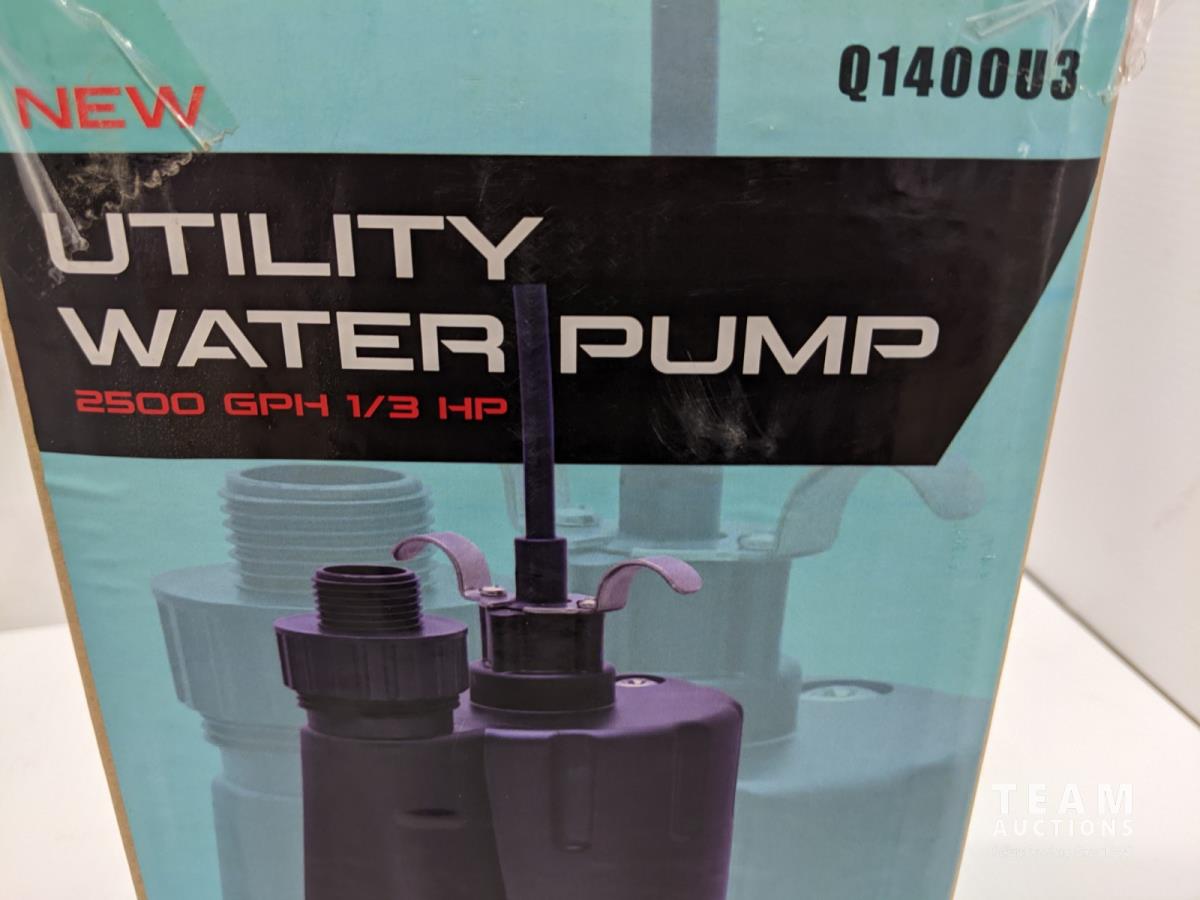 Q1400U3
NEW
UTILITY
WATER PUMP
2500 GPH 1/3 HP
TEAM
AUCTIONS